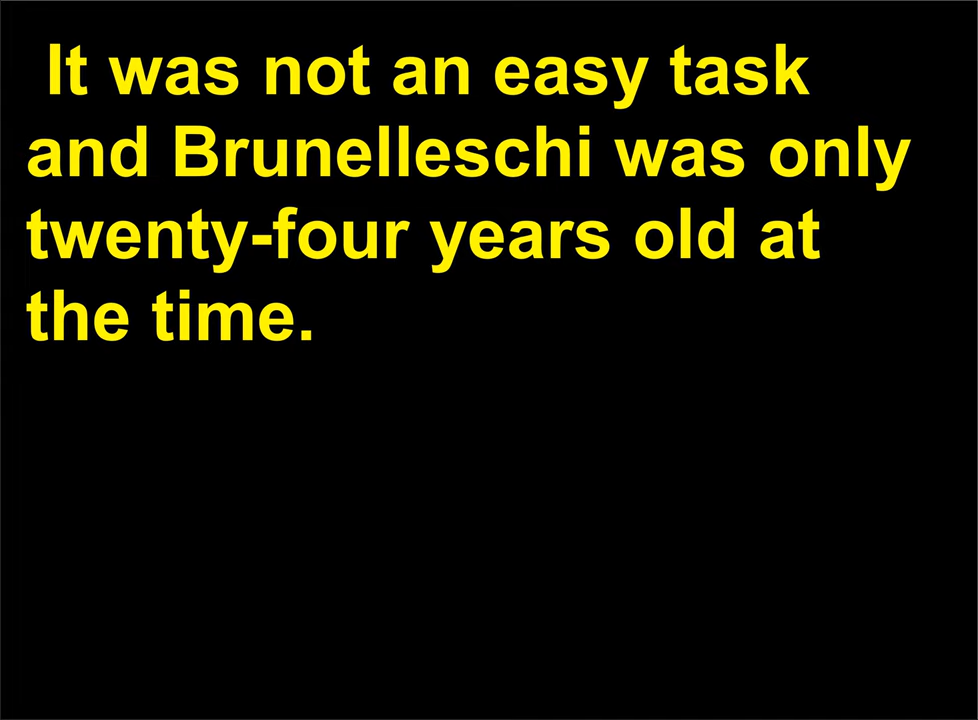 It was not an easy task
and Brunelleschi was only
twenty-four years old at
the time.